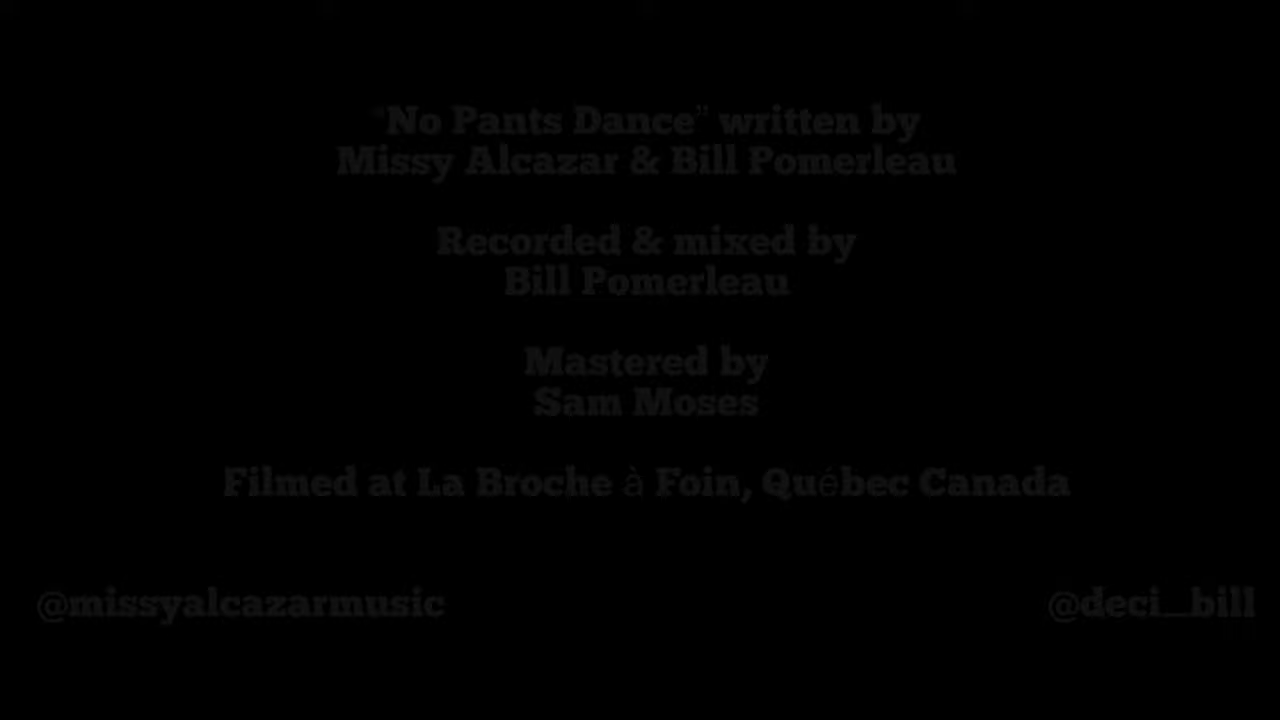 "No Pants Dance” written by
Missy Alcazar & Bill Pomerleau
Recorded & mixed by
Bill Pomerleau
Mastered by
Sam Moses
Filmed at La Broche à Foin, Québec Canada
@missyalcazarmusic
@deci_bill